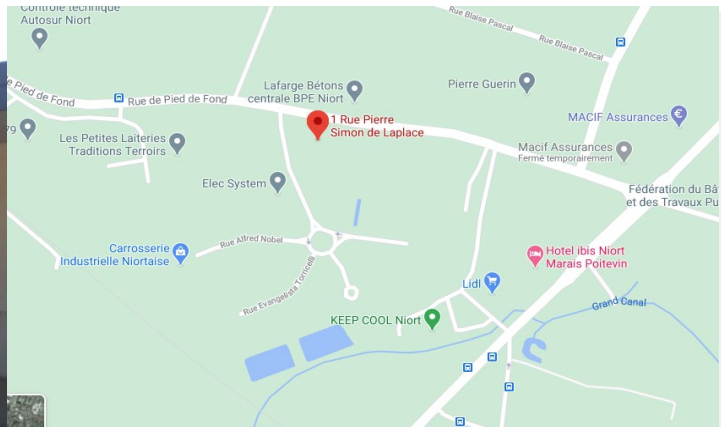 Contrôle technique
Autosur Niort
Rue Blaise Pascal
Rue Blaise Pascal
e Pied de Fond
Rue de Pied de Fond
Lafarge Bétons
centrale BPE Niort
Pierre Guerin
MACIF Assurances
79
Les Petites Laiteries
Traditions Terroirs
1 Rue Pierre
Simon de Laplace
Macif Assurances
Fermé temporairement
Elec System
Fédération du Bâ
et des Travaux Pu
Carrosserie
Industrielle Niortaise
Rue Alfred Nobel
Rue Evangelista Torricelli
Hotel ibis Niort
Marais Poitevin
Lidl
Grand Canal
KEEP COOL Niort